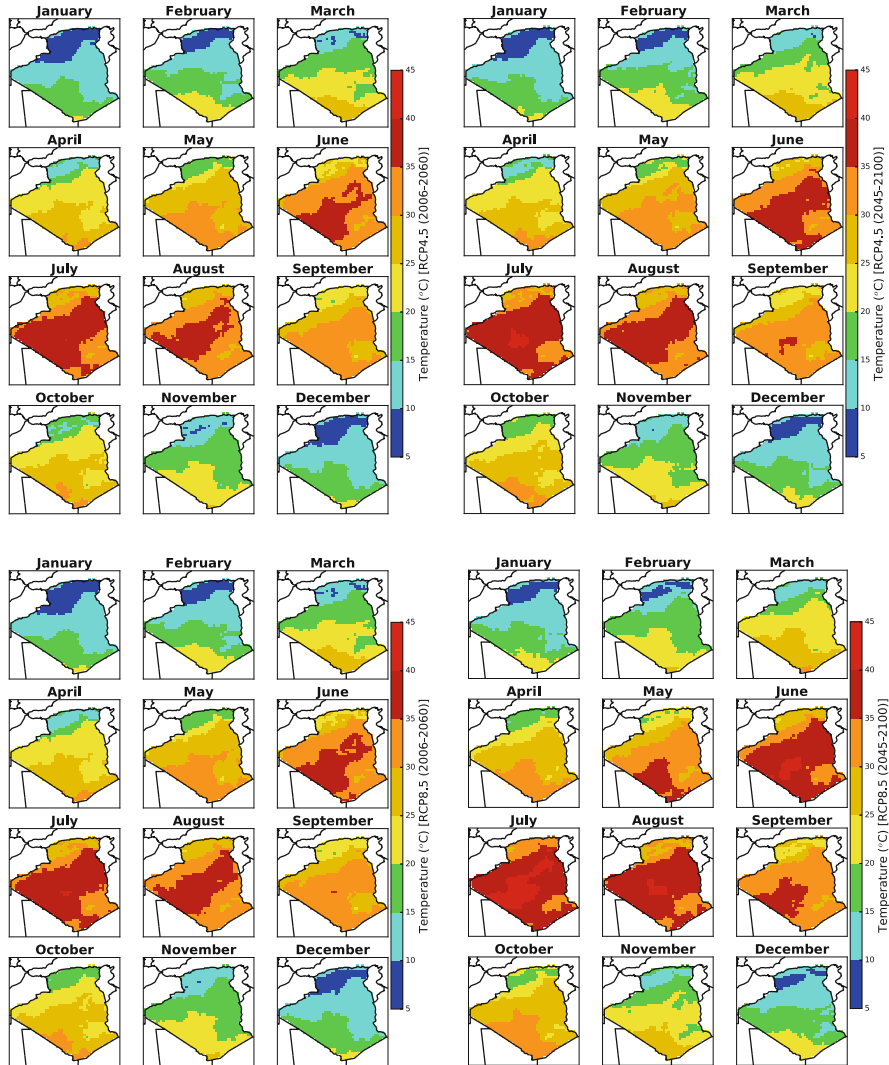 January February March
April May June
July August September
October November December
45
40
35
30
25
20
15
10
5
Temperature (°C) [RCP4.5 (2006–2060)]
January February March
April May June
July August September
October November December
45
40
35
30
25
20
15
10
5
Temperature (°C) [RCP4.5 (2045–2100)]
January February March
April May June
July August September
October November December
45
40
35
30
25
20
15
10
5
Temperature (°C) [RCP8.5 (2006–2060)]
January February March
April May June
July August September
October November December
45
40
35
30
25
20
15
10
5
Temperature (°C) [RCP8.5 (2045–2100)]